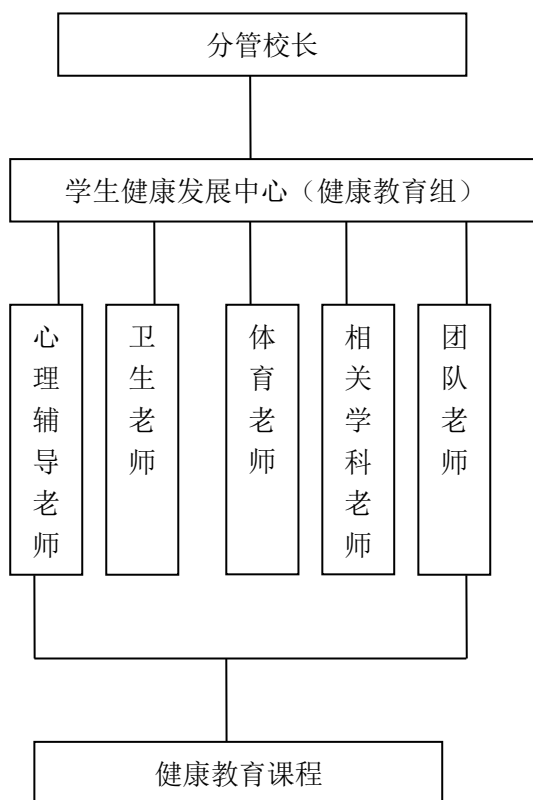 分管校长
学生健康发展中心（健康教育组）
心理辅导老师
卫生老师
体育老师
相关学科老师
团队老师
健康教育课程